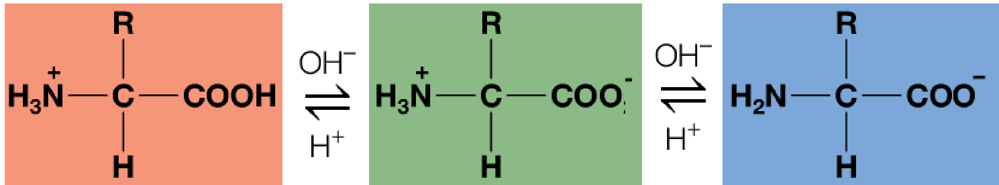 R
H₃N⁺—C—COOH
H
OH⁻
⇌
H⁺
R
H₃N⁺—C—COO⁻
H
OH⁻
⇌
H⁺
R
H₂N—C—COO⁻
H